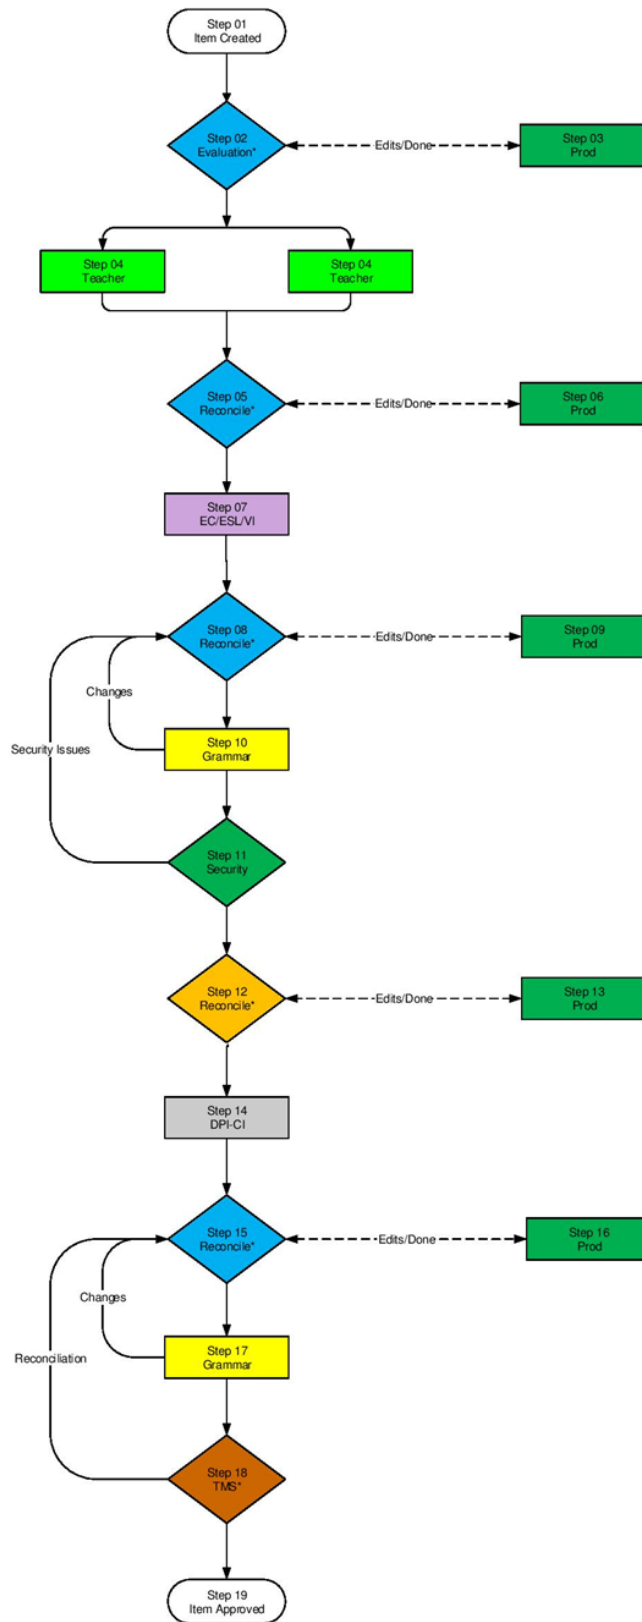 Step 01
Item Created
Step 02
Evaluation*
Edits/Done
Step 03
Prod
Step 04
Teacher
Step 04
Teacher
Step 05
Reconcile*
Edits/Done
Step 06
Prod
Step 07
EC/ESL/VI
Step 08
Reconcile*
Edits/Done
Step 09
Prod
Changes
Security Issues
Step 10
Grammar
Step 11
Security
Step 12
Reconcile*
Edits/Done
Step 13
Prod
Step 14
DPI-CI
Step 15
Reconcile*
Edits/Done
Step 16
Prod
Changes
Reconciliation
Step 17
Grammar
Step 18
TMS*
Step 19
Item Approved